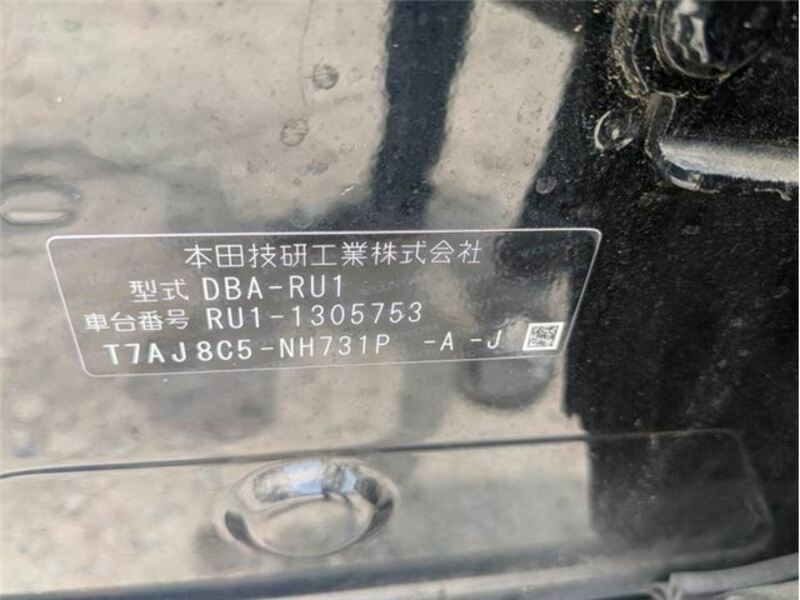 本田技研工業株式会社
型式 DBA-RU1
車台番号 RU1-1305753
T7AJ8C5-NH731P -A -J